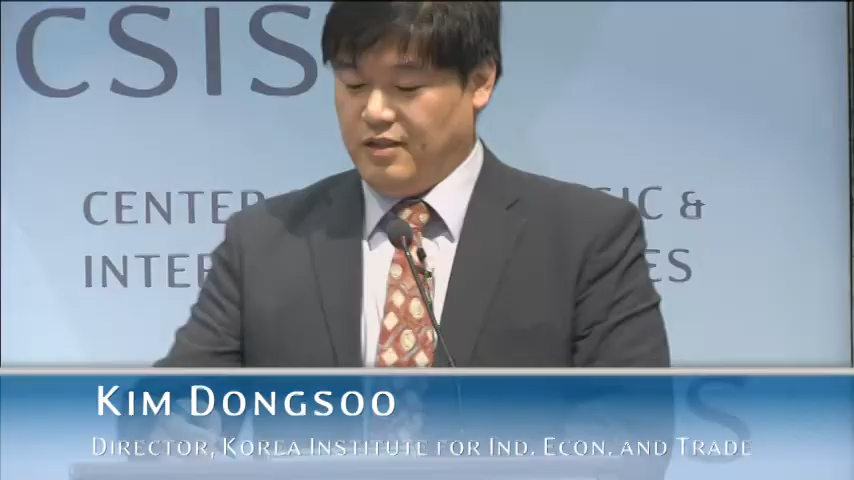 CSIS
CENTER
IC &
INTER
ES
KIM DONGSOO
DIRECTOR, KOREA INSTITUTE FOR IND. ECON. AND TRADE